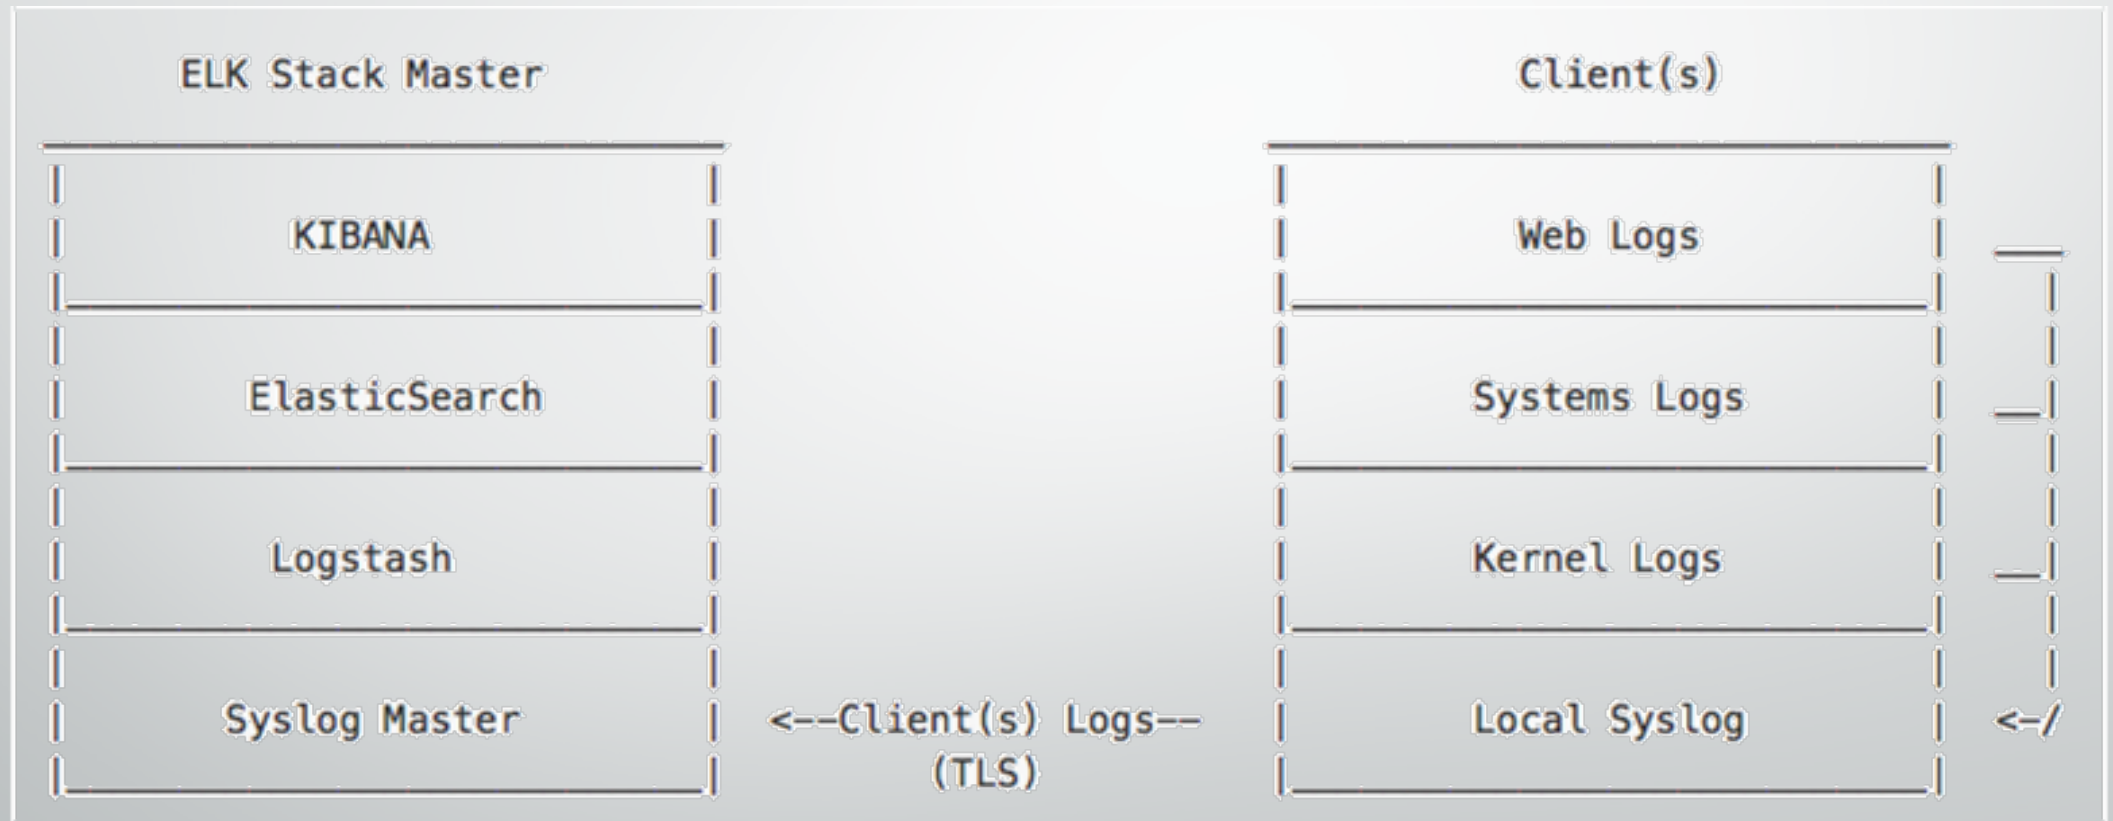 ELK Stack Master Client(s)
KIBANA Web Logs
ElasticSearch Systems Logs
Logstash Kernel Logs
Syslog Master <--Client(s) Logs-- Local Syslog <-/
(TLS)